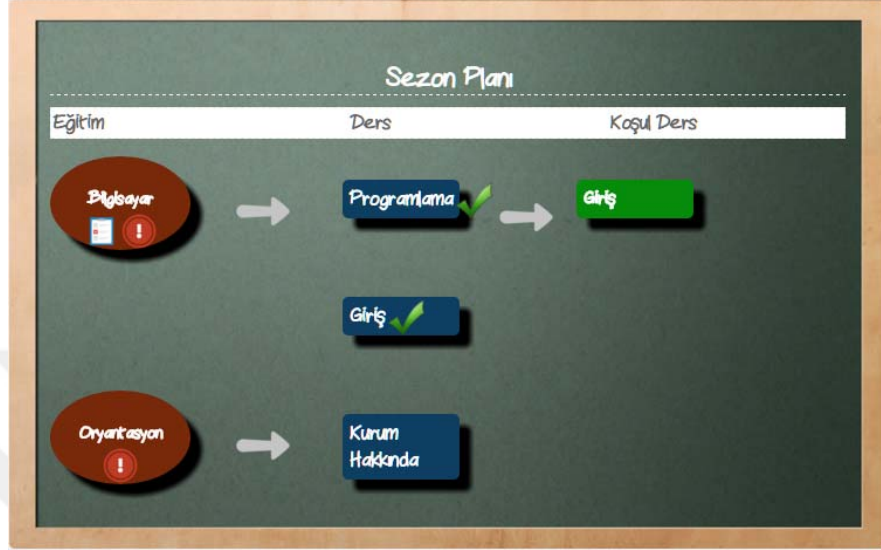 Sezon Planı
Eğitim Ders Koşul Ders
Bilgisayar Programlama Giriş
Giriş
Oryantasyon Kurum
Hakkında